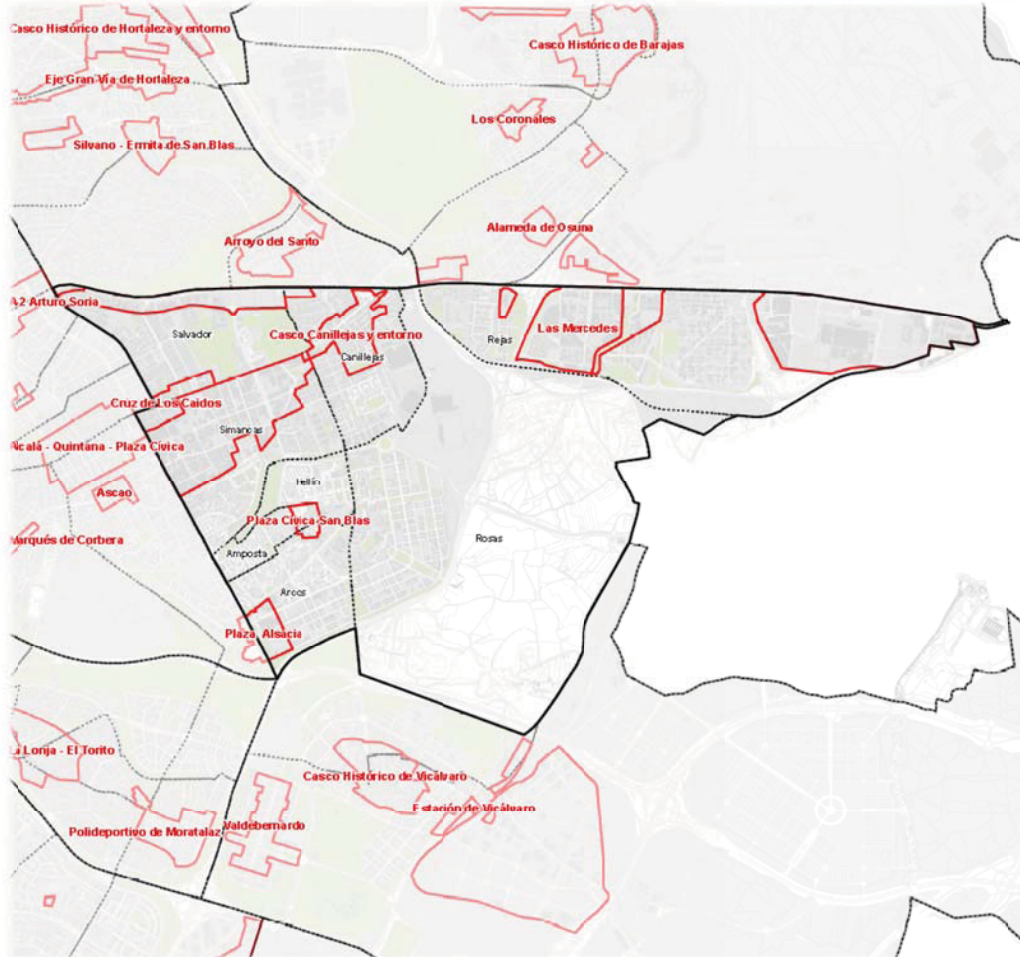 Casco Histórico de Hortaleza y entorno
Casco Histórico de Barajas
Eje Gran Vía de Hortaleza
Los Coronales
Silvano - Ermita de San Blas
Alameda de Osuna
Arroyo del Santo
A2 Arturo Soria
Salvador
Casco Canillejas y entorno
Las Mercedes
Rejas
Canillejas
Cruz de Los Caidos
Simancas
Alcalá - Quintana - Plaza Cívica
Hellín
Ascao
Plaza Cívica San Blas
Marqués de Corbera
Rosas
Amposta
Arcos
Plaza Alsacia
La Lonja - El Torito
Casco Histórico de Vicálvaro
Estación de Vicálvaro
Polideportivo de Moratalaz
Valdebernardo